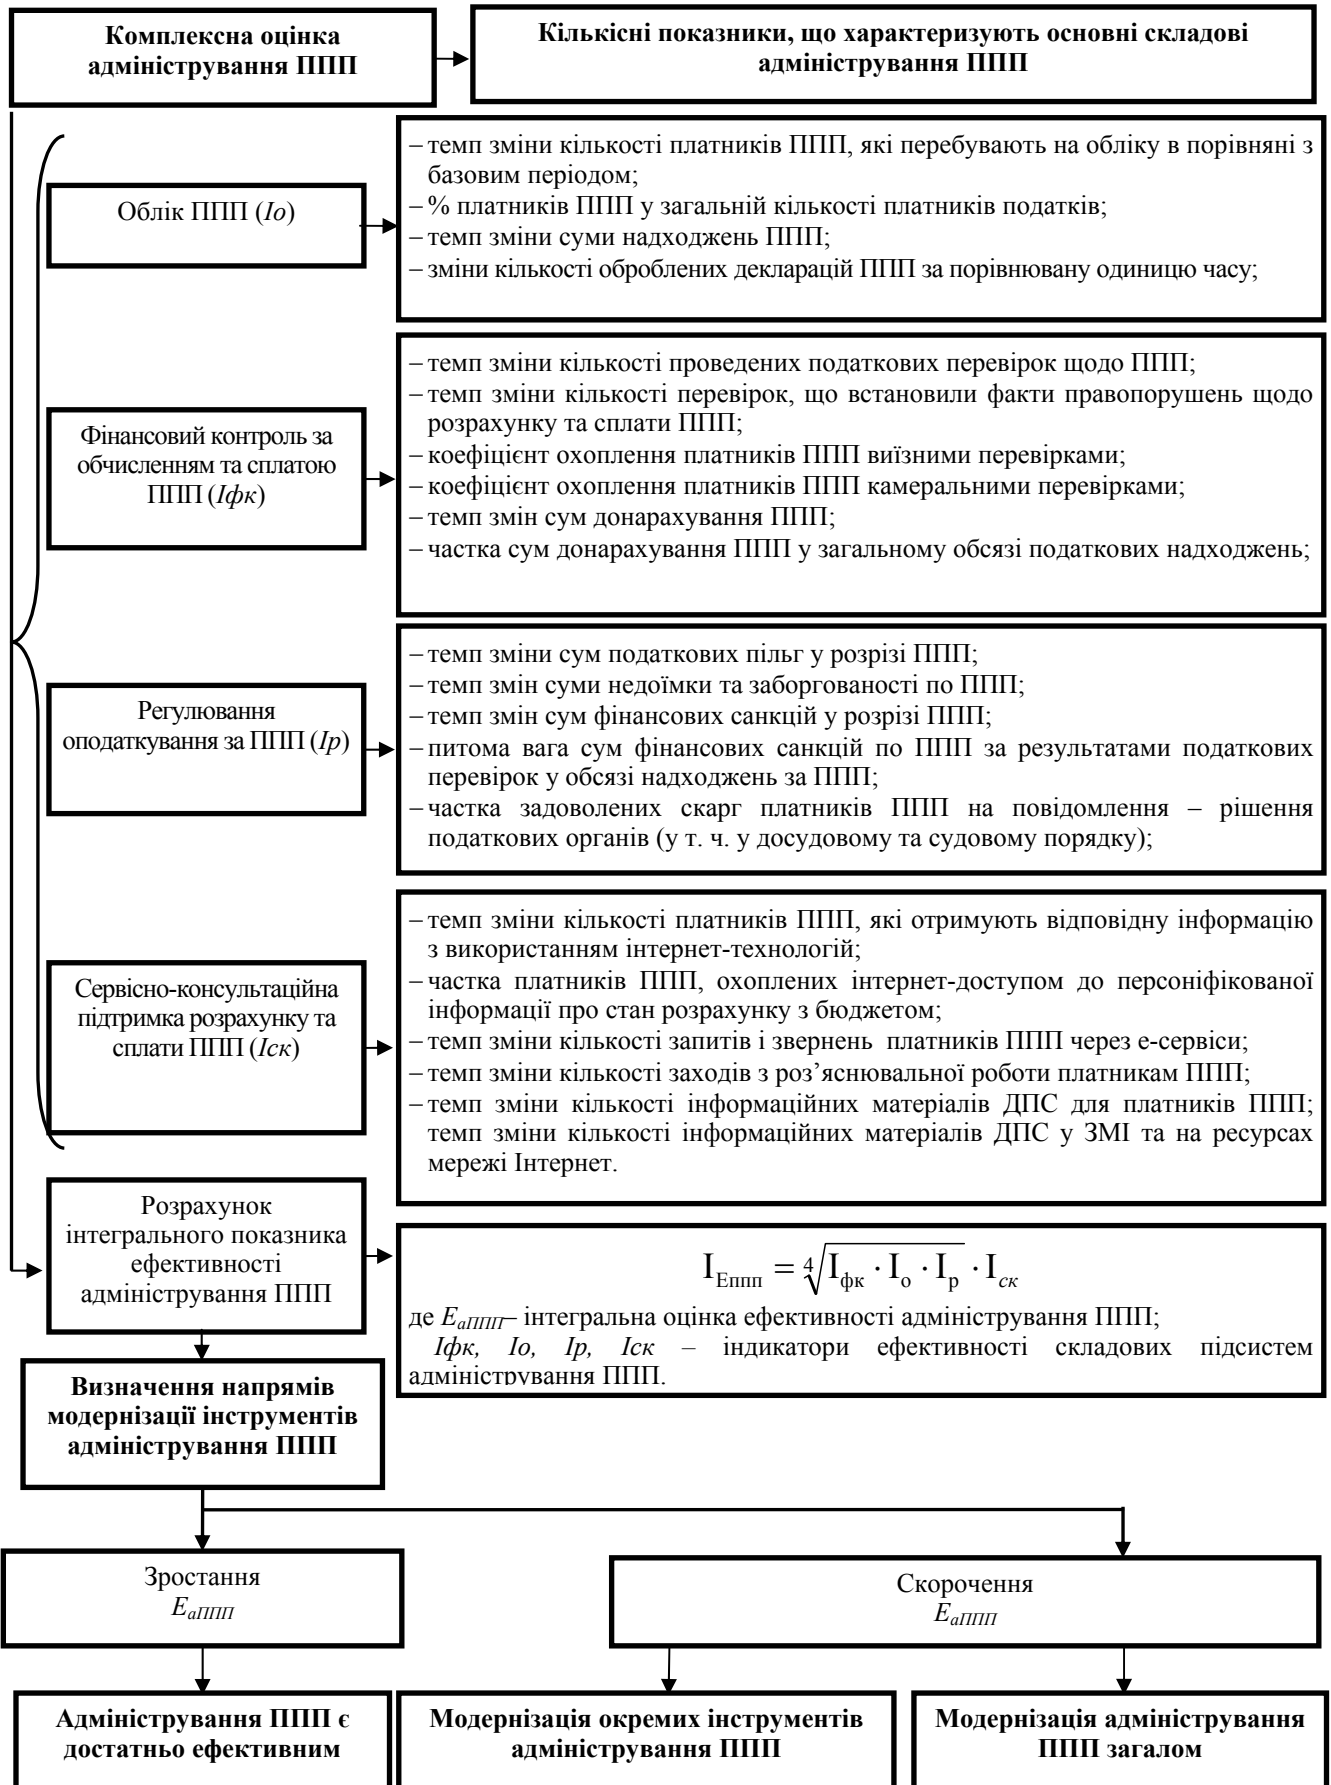 Комплексна оцінка
адміністрування ППП
Кількісні показники, що характеризують основні складові
адміністрування ППП
Облік ППП (Іо)
– темп зміни кількості платників ППП, які перебувають на обліку в порівняні з
базовим періодом;
– % платників ППП у загальній кількості платників податків;
– темп зміни суми надходжень ППП;
– зміни кількості оброблених декларацій ППП за порівнювану одиницю часу;
Фінансовий контроль за
обчисленням та сплатою
ППП (Іфк)
– темп зміни кількості проведених податкових перевірок щодо ППП;
– темп зміни кількості перевірок, що встановили факти правопорушень щодо
розрахунку та сплати ППП;
– коефіцієнт охоплення платників ППП виїзними перевірками;
– коефіцієнт охоплення платників ППП камеральними перевірками;
– темп змін сум донарахування ППП;
– частка сум донарахування ППП у загальному обсязі податкових надходжень;
Регулювання
оподаткування за ППП (Ір)
– темп зміни сум податкових пільг у розрізі ППП;
– темп змін суми недоїмки та заборгованості по ППП;
– темп змін сум фінансових санкцій у розрізі ППП;
– питома вага сум фінансових санкцій по ППП за результатами податкових
перевірок у обсязі надходжень за ППП;
– частка задоволених скарг платників ППП на повідомлення – рішення
податкових органів (у т. ч. у досудовому та судовому порядку);
Сервісно-консультаційна
підтримка розрахунку та
сплати ППП (Іск)
– темп зміни кількості платників ППП, які отримують відповідну інформацію
з використанням інтернет-технологій;
– частка платників ППП, охоплених інтернет-доступом до персоніфікованої
інформації про стан розрахунку з бюджетом;
– темп зміни кількості запитів і звернень платників ППП через е-сервіси;
– темп зміни кількості заходів з роз’яснювальної роботи платникам ППП;
– темп зміни кількості інформаційних матеріалів ДПС для платників ППП;
темп зміни кількості інформаційних матеріалів ДПС у ЗМІ та на ресурсах
мережі Інтернет.
Розрахунок
інтегрального показника
ефективності
адміністрування ППП
I_Еппп = ⁴√(I_фк · I_о · I_р) · I_ск
де Е_аППП– інтегральна оцінка ефективності адміністрування ППП;
Іфк, Іо, Ір, Іск – індикатори ефективності складових підсистем
адміністрування ППП.
Визначення напрямів
модернізації інструментів
адміністрування ППП
Зростання
Е_аППП
Скорочення
Е_аППП
Адміністрування ППП є
достатньо ефективним
Модернізація окремих інструментів
адміністрування ППП
Модернізація адміністрування
ППП загалом